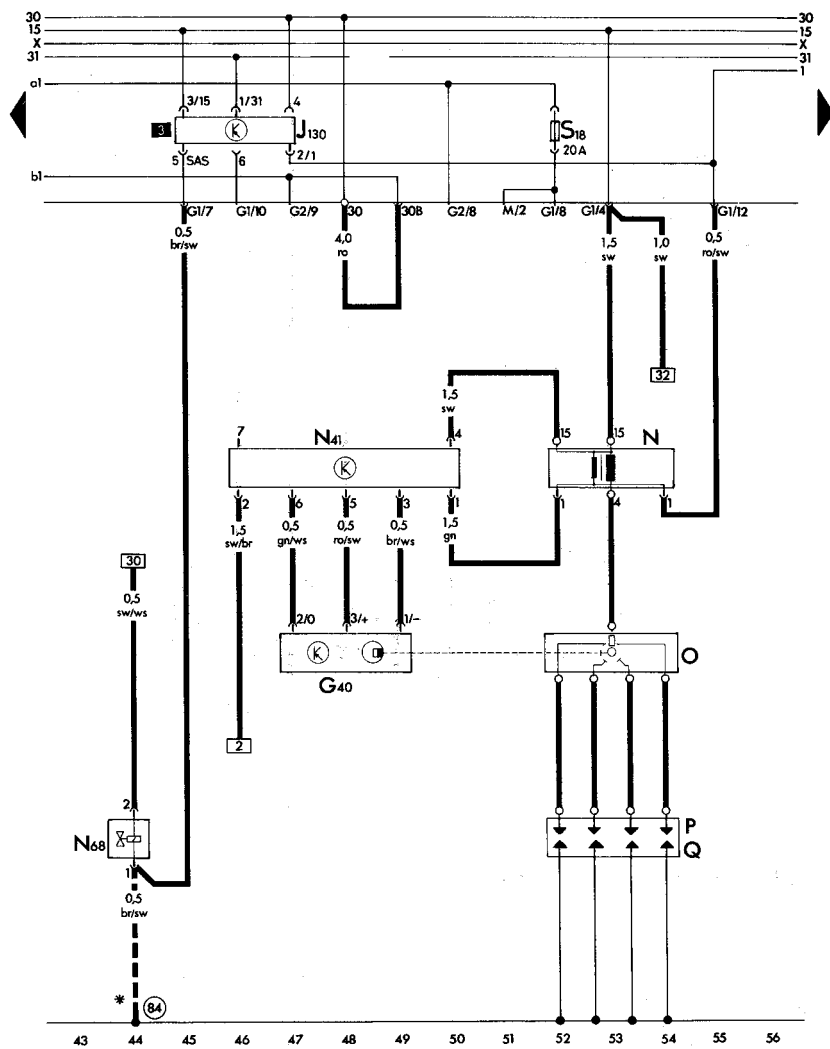 30 30
15 15
X X
31 31
1
a1
3/15 1/31 4
3 J130 S18
5 SAS 6 2/1 20 A
b1
G1/7 G1/10 G2/9 30 30B G2/8 M/2 G1/8 G1/4 G1/12
0,5 4,0 1,5 1,0 0,5
br/sw ro sw sw ro/sw
32
1,5
sw
7 N41 4 15 15 N
2 6 5 3 1 1 4 1
1,5 0,5 0,5 0,5 1,5
sw/br gn/ws ro/sw br/ws gn
30
0,5
sw/ws
2/0 3/+ 1/−
O
G40
2
2
N68
P
Q
1
0,5
br/sw
* 84
43 44 45 46 47 48 49 50 51 52 53 54 55 56